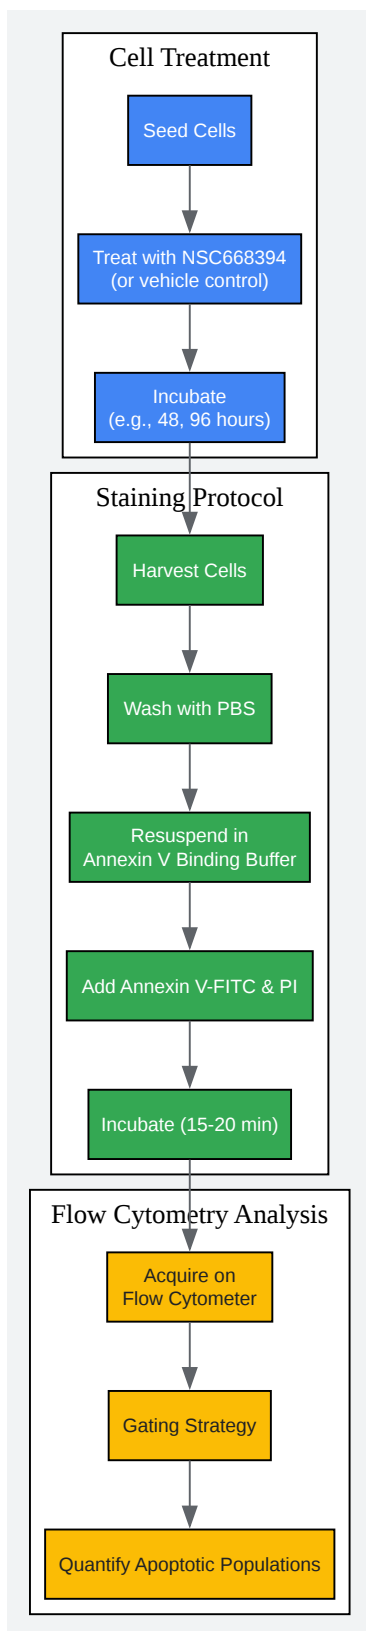 Cell Treatment
Seed Cells
Treat with NSC668394
(or vehicle control)
Incubate
(e.g., 48, 96 hours)
Staining Protocol
Harvest Cells
Wash with PBS
Resuspend in
Annexin V Binding Buffer
Add Annexin V-FITC & PI
Incubate (15-20 min)
Flow Cytometry Analysis
Acquire on
Flow Cytometer
Gating Strategy
Quantify Apoptotic Populations